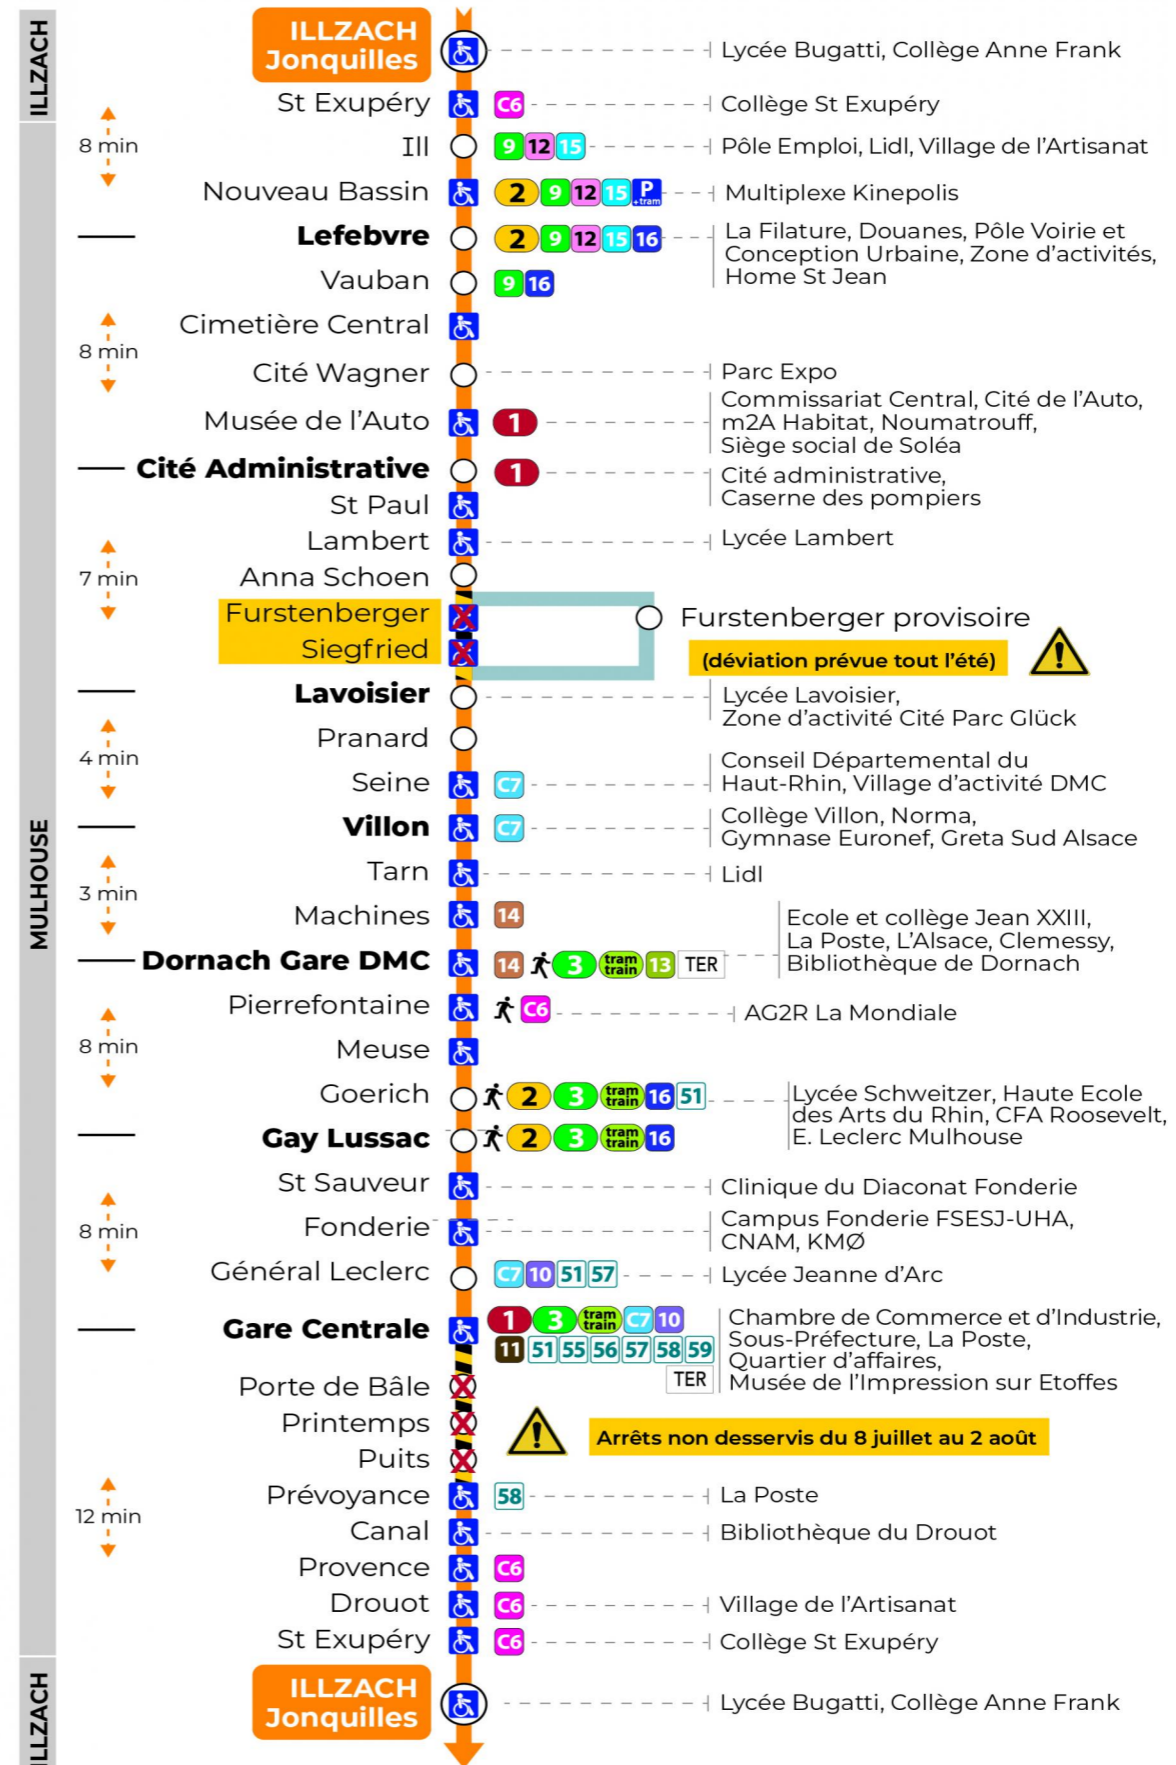 ILLZACH
ILLZACH
Jonquilles
Lycée Bugatti, Collège Anne Frank
St Exupéry
C6
Collège St Exupéry
MULHOUSE
8 min
Ill
9 12 15
Pôle Emploi, Lidl, Village de l'Artisanat
Nouveau Bassin
2 9 12 15 P
+tram
Multiplexe Kinepolis
Lefebvre
2 9 12 15 16
La Filature, Douanes, Pôle Voirie et
Conception Urbaine, Zone d'activités,
Home St Jean
Vauban
9 16
Cimetière Central
8 min
Cité Wagner
Parc Expo
Musée de l'Auto
1
Commissariat Central, Cité de l'Auto,
m2A Habitat, Noumatrouff,
Siège social de Soléa
Cité Administrative
1
Cité administrative,
Caserne des pompiers
St Paul
Lambert
Lycée Lambert
7 min
Anna Schoen
Furstenberger
Furstenberger provisoire
Siegfried
(déviation prévue tout l'été)
Lavoisier
Lycée Lavoisier,
Zone d'activité Cité Parc Glück
Pranard
4 min
Seine
C7
Conseil Départemental du
Haut-Rhin, Village d'activité DMC
Villon
C7
Collège Villon, Norma,
Gymnase Euronef, Greta Sud Alsace
Tarn
Lidl
3 min
Machines
14
Dornach Gare DMC
14 3 tram
train 13 TER
Ecole et collège Jean XXIII,
La Poste, L'Alsace, Clemessy,
Bibliothèque de Dornach
Pierrefontaine
C6
AG2R La Mondiale
8 min
Meuse
Goerich
2 3 tram
train 16 51
Lycée Schweitzer, Haute Ecole
des Arts du Rhin, CFA Roosevelt,
E. Leclerc Mulhouse
Gay Lussac
2 3 tram
train 16
St Sauveur
Clinique du Diaconat Fonderie
8 min
Fonderie
Campus Fonderie FSESJ-UHA,
CNAM, KMØ
Général Leclerc
C7 10 51 57
Lycée Jeanne d'Arc
Gare Centrale
1 3 tram
train C7 10
11 51 55 56 57 58 59
TER
Chambre de Commerce et d'Industrie,
Sous-Préfecture, La Poste,
Quartier d'affaires,
Musée de l'Impression sur Etoffes
Porte de Bâle
Printemps
Arrêts non desservis du 8 juillet au 2 août
Puits
Prévoyance
58
La Poste
12 min
Canal
Bibliothèque du Drouot
Provence
C6
Drouot
C6
Village de l'Artisanat
St Exupéry
C6
Collège St Exupéry
ILLZACH
ILLZACH
Jonquilles
Lycée Bugatti, Collège Anne Frank